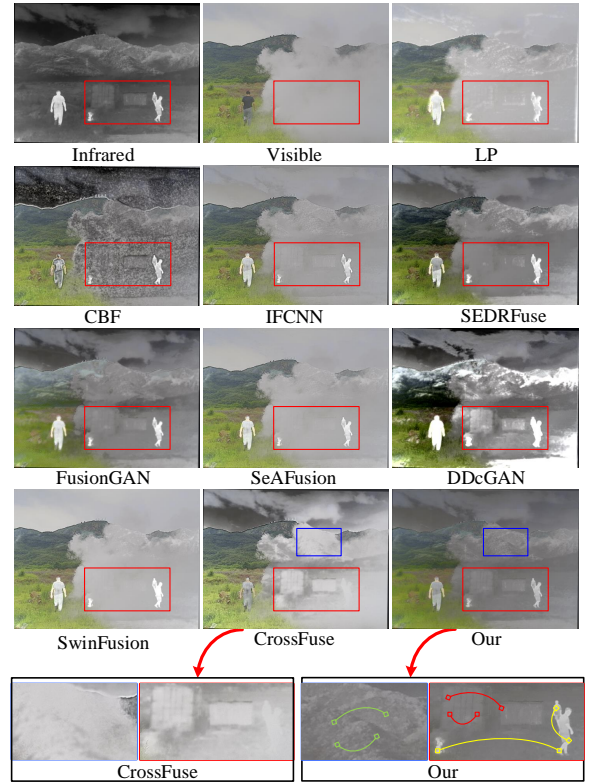 Infrared Visible LP
CBF IFCNN SEDRFuse
FusionGAN SeAFusion DDcGAN
SwinFusion CrossFuse Our
CrossFuse Our